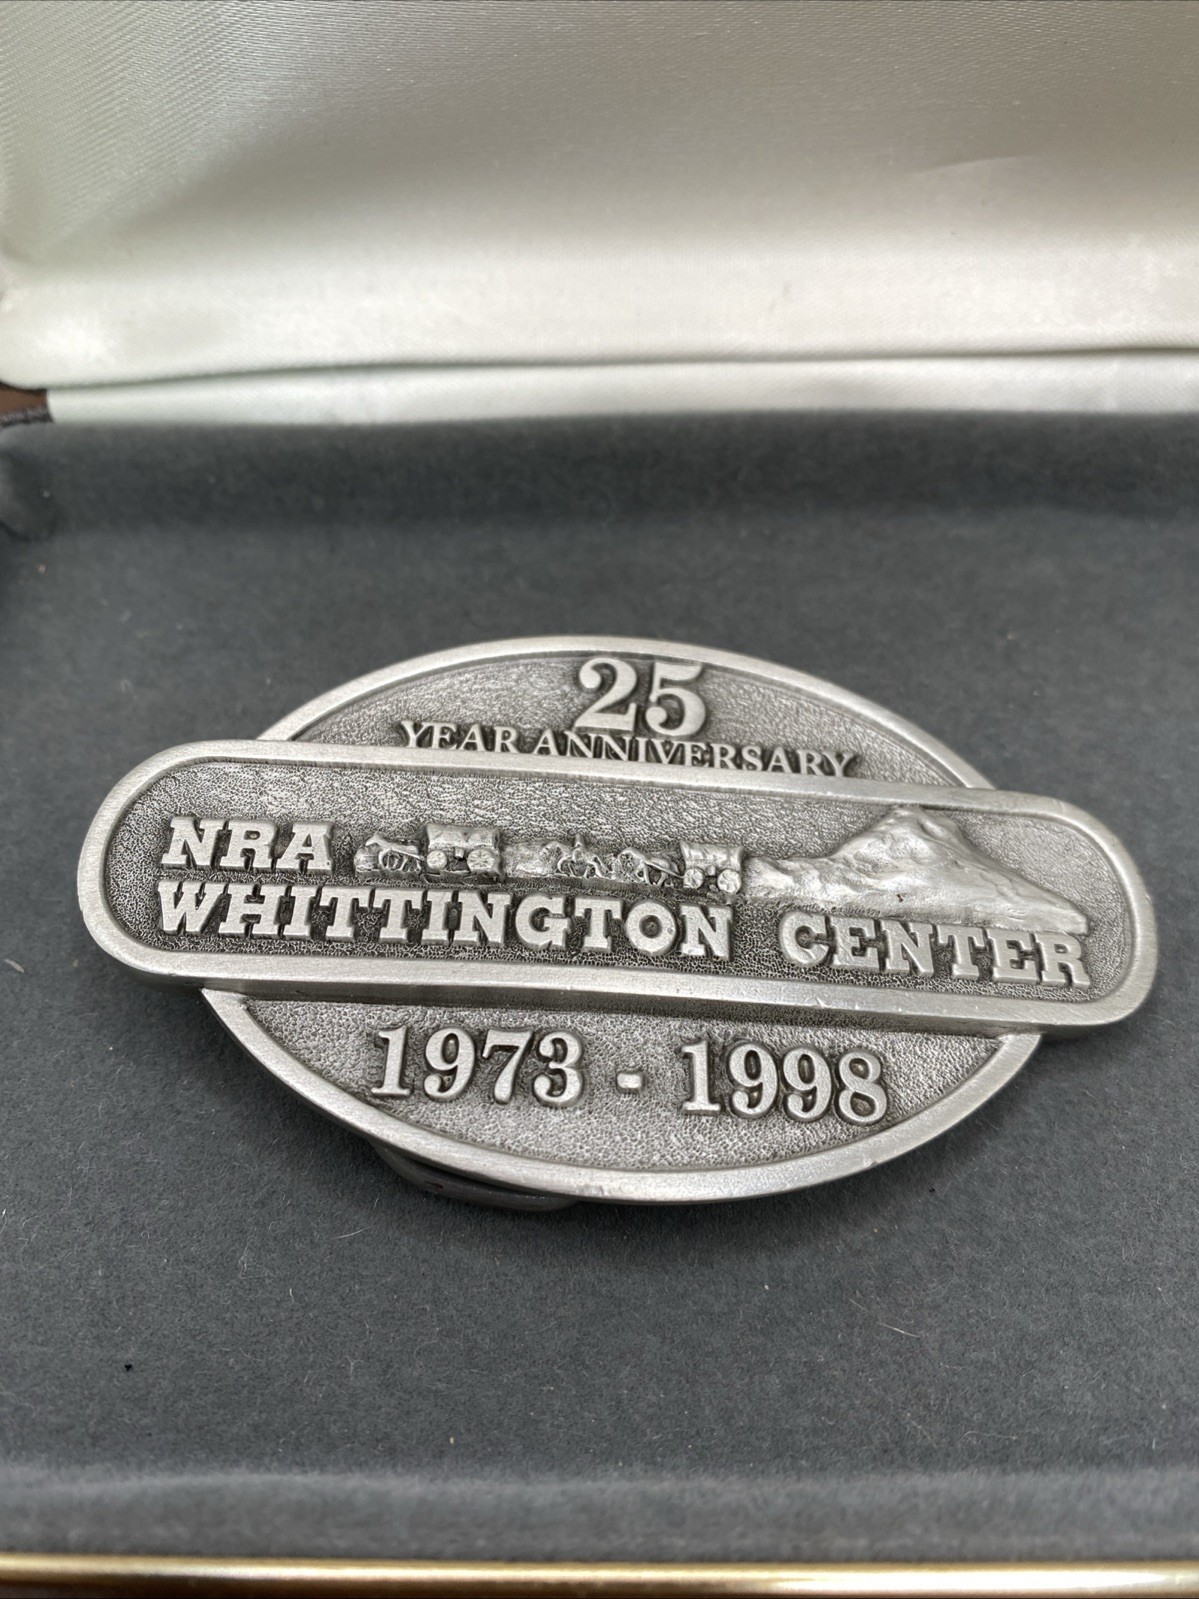 25
YEAR ANNIVERSARY
NRA
WHITTINGTON CENTER
1973 - 1998